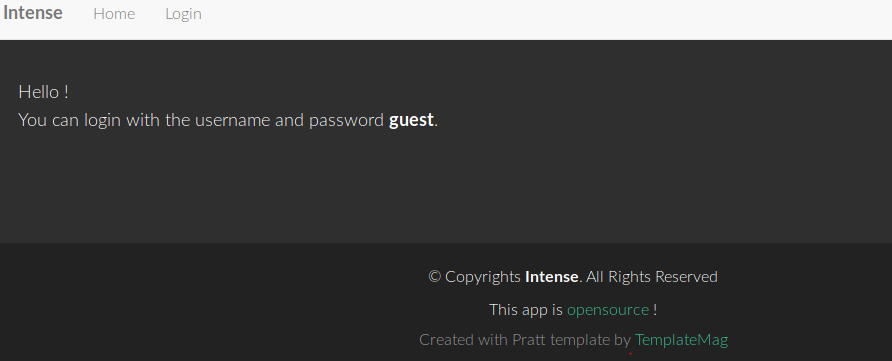 Intense Home Login
Hello !
You can login with the username and password guest.
© Copyrights Intense. All Rights Reserved
This app is opensource !
Created with Pratt template by TemplateMag